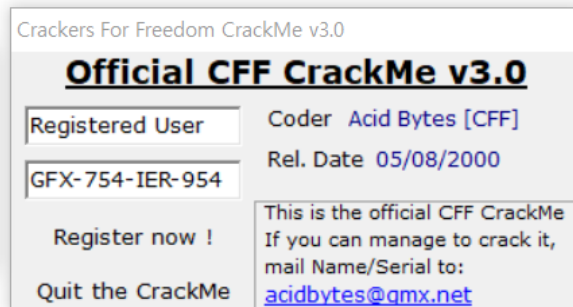 Crackers For Freedom CrackMe v3.0
Official CFF CrackMe v3.0
Registered User
Coder Acid Bytes [CFF]
GFX-754-IER-954
Rel. Date 05/08/2000
Register now !
Quit the CrackMe
This is the official CFF CrackMe
If you can manage to crack it,
mail Name/Serial to:
acidbytes@gmx.net